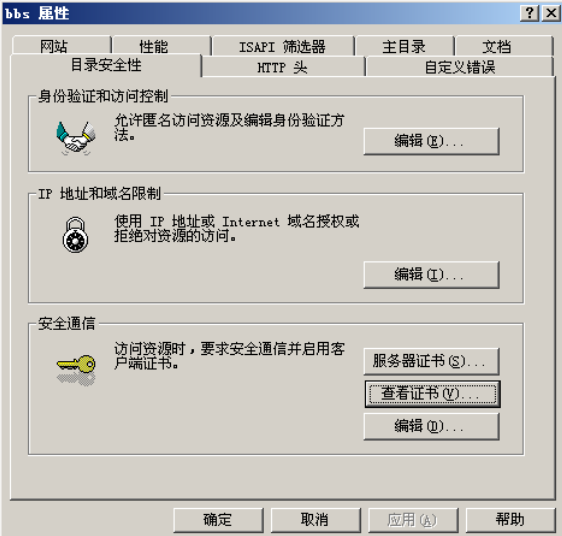 bbs 属性
网站
性能
ISAPI 筛选器
主目录
文档
目录安全性
HTTP 头
自定义错误
身份验证和访问控制
允许匿名访问资源及编辑身份验证方
法。
编辑(E)...
IP 地址和域名限制
使用 IP 地址或 Internet 域名授权或
拒绝对资源的访问。
编辑(I)...
安全通信
访问资源时，要求安全通信并启用客
户端证书。
服务器证书(S)...
查看证书(V)...
编辑(D)...
确定
取消
应用(A)
帮助